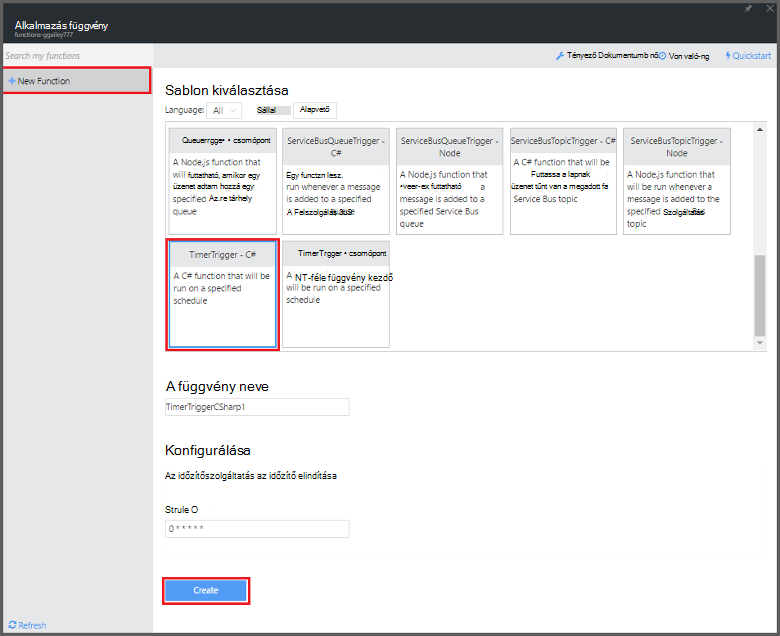 Alkalmazás függvény
functions-ggailey777
Search my functions
Tényező Dokumentumb nő Von való-ng Quickstart
New Function
Sablon kiválasztása
Language: All Sállal Alapvető
Queuerrgge• • csomópont
A Node.js function that
will futtatható, amikor egy
üzenet adtam hozzá egy
specified Az.re tárhely
queue
ServiceBusQueueTrigger -
C#
Egy functzn lesz.
run whenever a message
is added to a specified
A Felszolgálás
ServiceBusQueueTrigger -
Node
A Node.js function that
•veer-ex futtatható a
message is added to a
specified Service Bus
queue
ServiceBusTopicTrigger - C#
A C# function that will be
Futtassa a lapnak
üzenet tűnt van a megadott fa
Service Bus topic
ServiceBusTopicTrigger -
Node
A Node.js function that
will be run whenever a
message is added to the
specified Szolgáltatás
topic
TimerTrigger - C#
A C# function that will be
run on a specified
schedule
TimerTrgger • csomópont
A NT-féle függvény kezdő
will be run on a specified
schedule
A függvény neve
TimerTriggerCSharp1
Konfigurálása
Az időzítőszolgáltatás az időzítő elindítása
Strule O
0 * * * * *
Create
Refresh